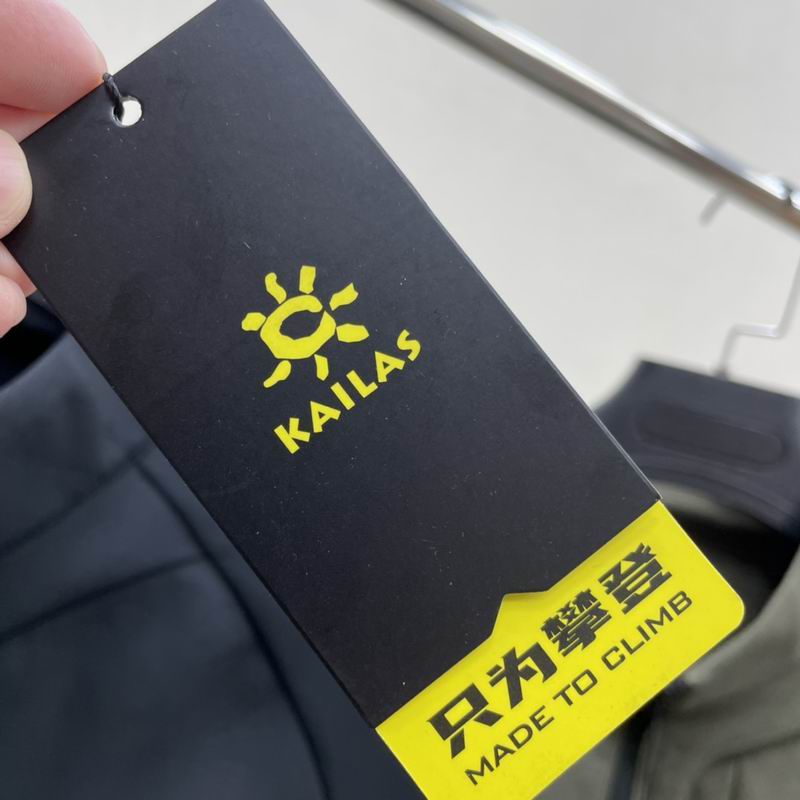 KAILAS
只为攀登
MADE TO CLIMB